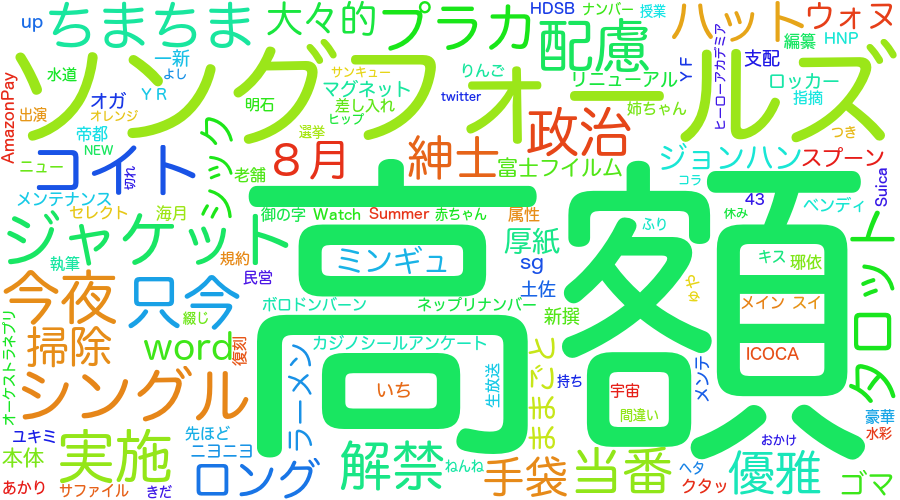 up
ちまちま
大々的
プラカ
HDSB
ナンバー
授業
ハット
ウォヌ
配慮
編纂
HNP
水道
一新
よし
ソングフォールズ
YR
サンキュー
マグネット
りんご
リニューアル
YF
ヒーローアカデミア
支配
ロッカー
指摘
AmazonPay
出演
オガ
オレンジ
明石
差し入れ
twitter
姉ちゃん
帝都
NEW
選挙
ヒップ
政治
つき
ニュー
コイト
切れ
シック
老舗
8月
紳士
富士フイルム
ジョンハン
スプーン
コラ
Suica
メンテナンス
セレクト
海月
御の字
Watch
Summer
赤ちゃん
属性
高額
43
休み
ベンディ
ジャケット
執筆
規約
民営
ミンギュ
厚紙
sg
ふり
キス
琊依
タロット
今夜
只今
綴じ
ボロドンバーン
ネップリナンバー
土佐
新撰
ゆや
メイン
スイ
オーケストラネプリ
掃除
word
復刻
カジノシールアンケート
ままごと
ICOCA
シングル
ラーメン
いち
生放送
持ち
宇宙
間違い
メンテ
豪華
水彩
ユキミ
先ほど
本体
実施
ニヨニヨ
解禁
ねんね
当番
ヘタ
おかけ
優雅
あかり
サファイル
きだ
ロング
手袋
クタッ
ゴマ